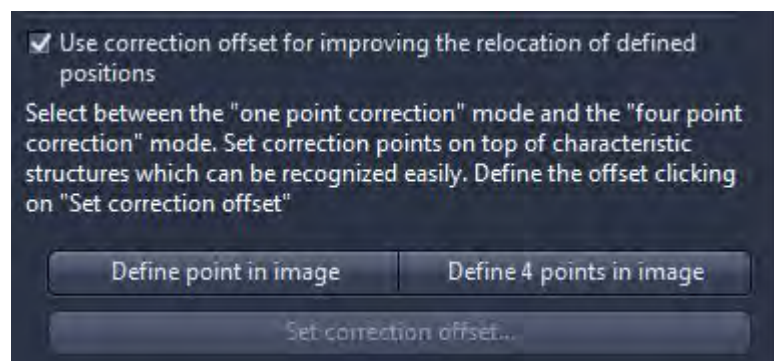 Use correction offset for improving the relocation of defined
positions
Select between the "one point correction" mode and the "four point
correction" mode. Set correction points on top of characteristic
structures which can be recognized easily. Define the offset clicking
on "Set correction offset"
Define point in image
Define 4 points in image
Set correction offset...